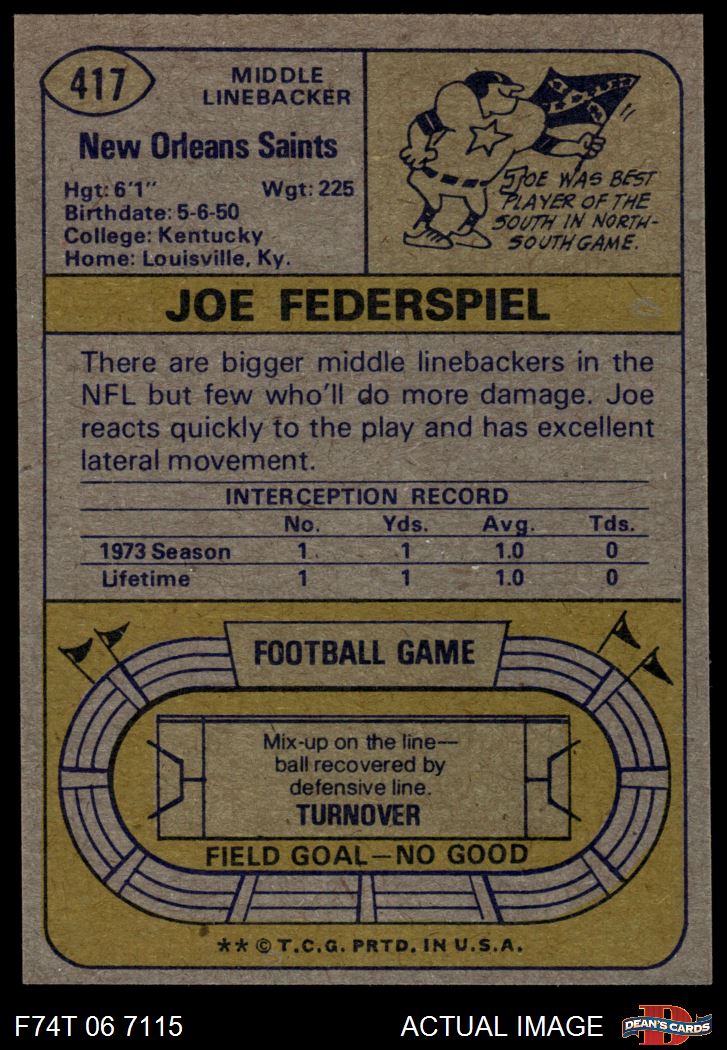 417
MIDDLE
LINEBACKER
New Orleans Saints
Hgt: 6'1" Wgt: 225
Birthdate: 5-6-50
College: Kentucky
Home: Louisville, Ky.
JOE WAS BEST
PLAYER OF THE
SOUTH IN NORTH-
SOUTH GAME.
JOE FEDERSPIEL
There are bigger middle linebackers in the
NFL but few who'll do more damage. Joe
reacts quickly to the play and has excellent
lateral movement.
INTERCEPTION RECORD
No. Yds. Avg. Tds.
1973 Season 1 1 1.0 0
Lifetime 1 1 1.0 0
FOOTBALL GAME
Mix-up on the line—
ball recovered by
defensive line.
TURNOVER
FIELD GOAL—NO GOOD
** © T.C.G. PRTD. IN U.S.A.
F74T 06 7115 ACTUAL IMAGE
D
DEAN'S CARDS